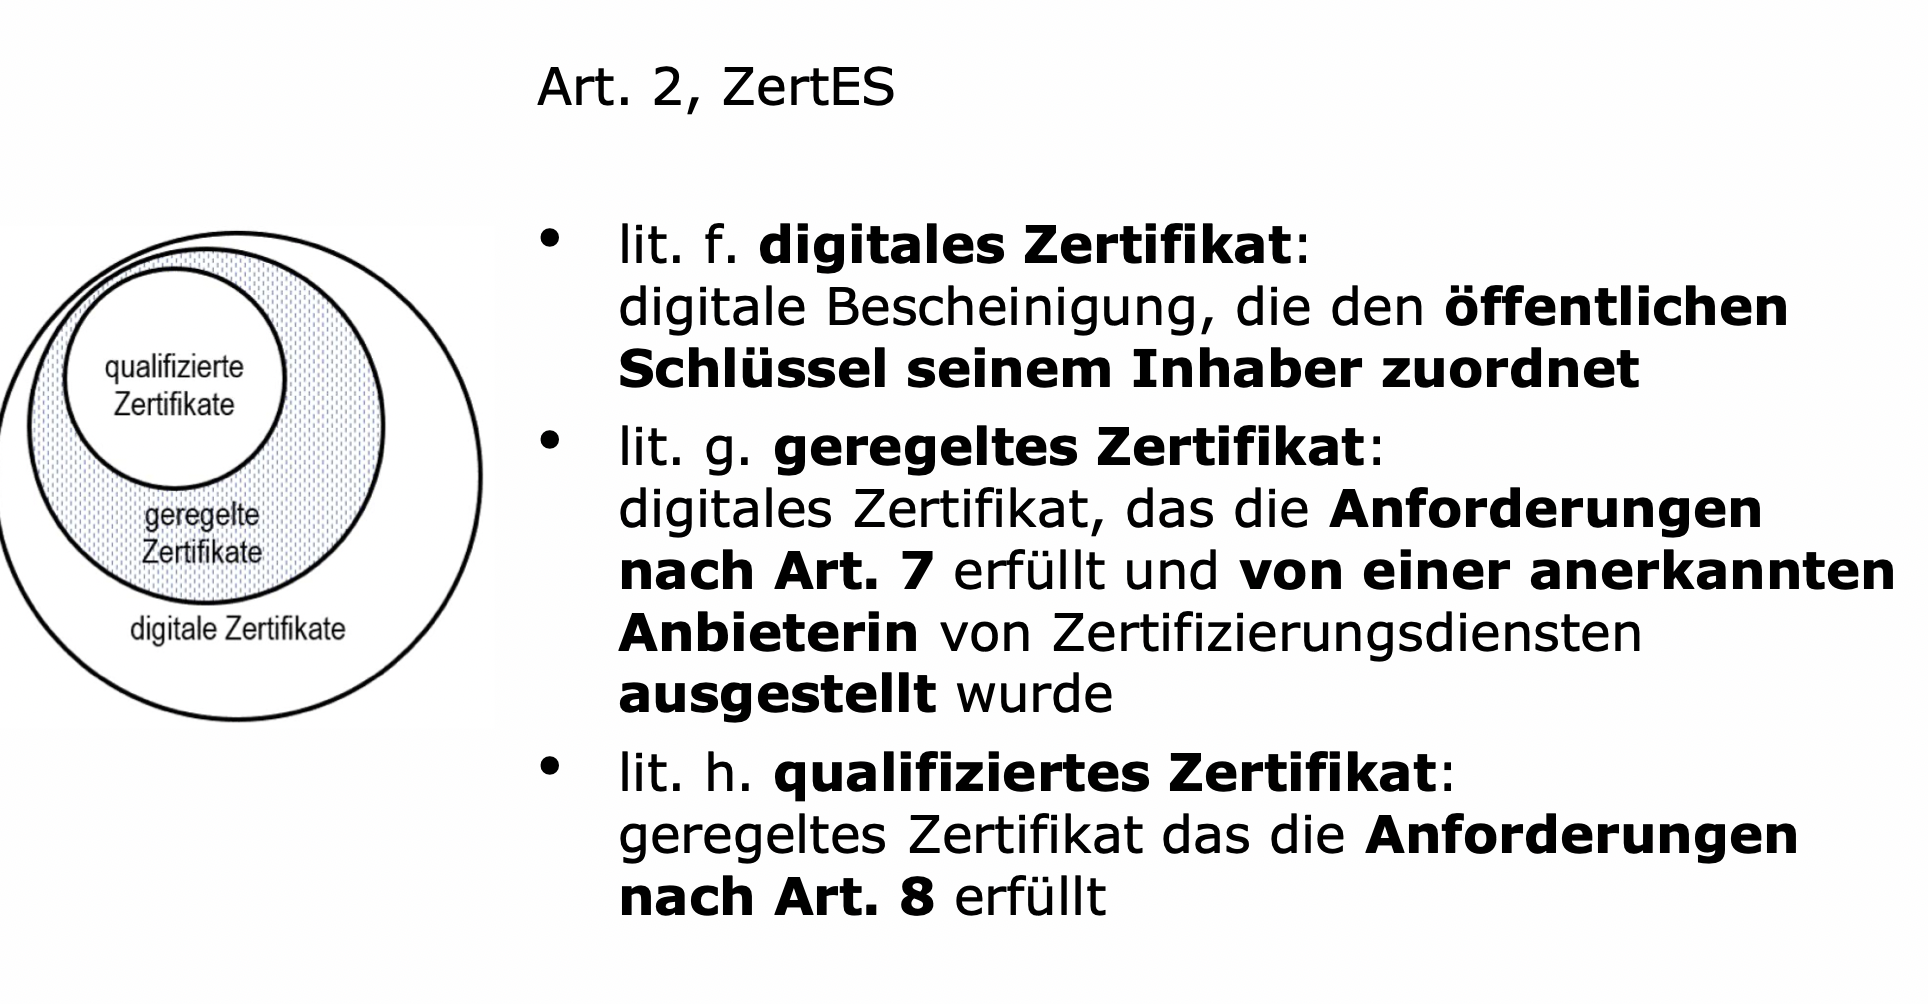 Art. 2, ZertES
qualifizierte
Zertifikate
geregelte
Zertifikate
digitale Zertifikate
• lit. f. digitales Zertifikat:
digitale Bescheinigung, die den öffentlichen
Schlüssel seinem Inhaber zuordnet
• lit. g. geregeltes Zertifikat:
digitales Zertifikat, das die Anforderungen
nach Art. 7 erfüllt und von einer anerkannten
Anbieterin von Zertifizierungsdiensten
ausgestellt wurde
• lit. h. qualifiziertes Zertifikat:
geregeltes Zertifikat das die Anforderungen
nach Art. 8 erfüllt